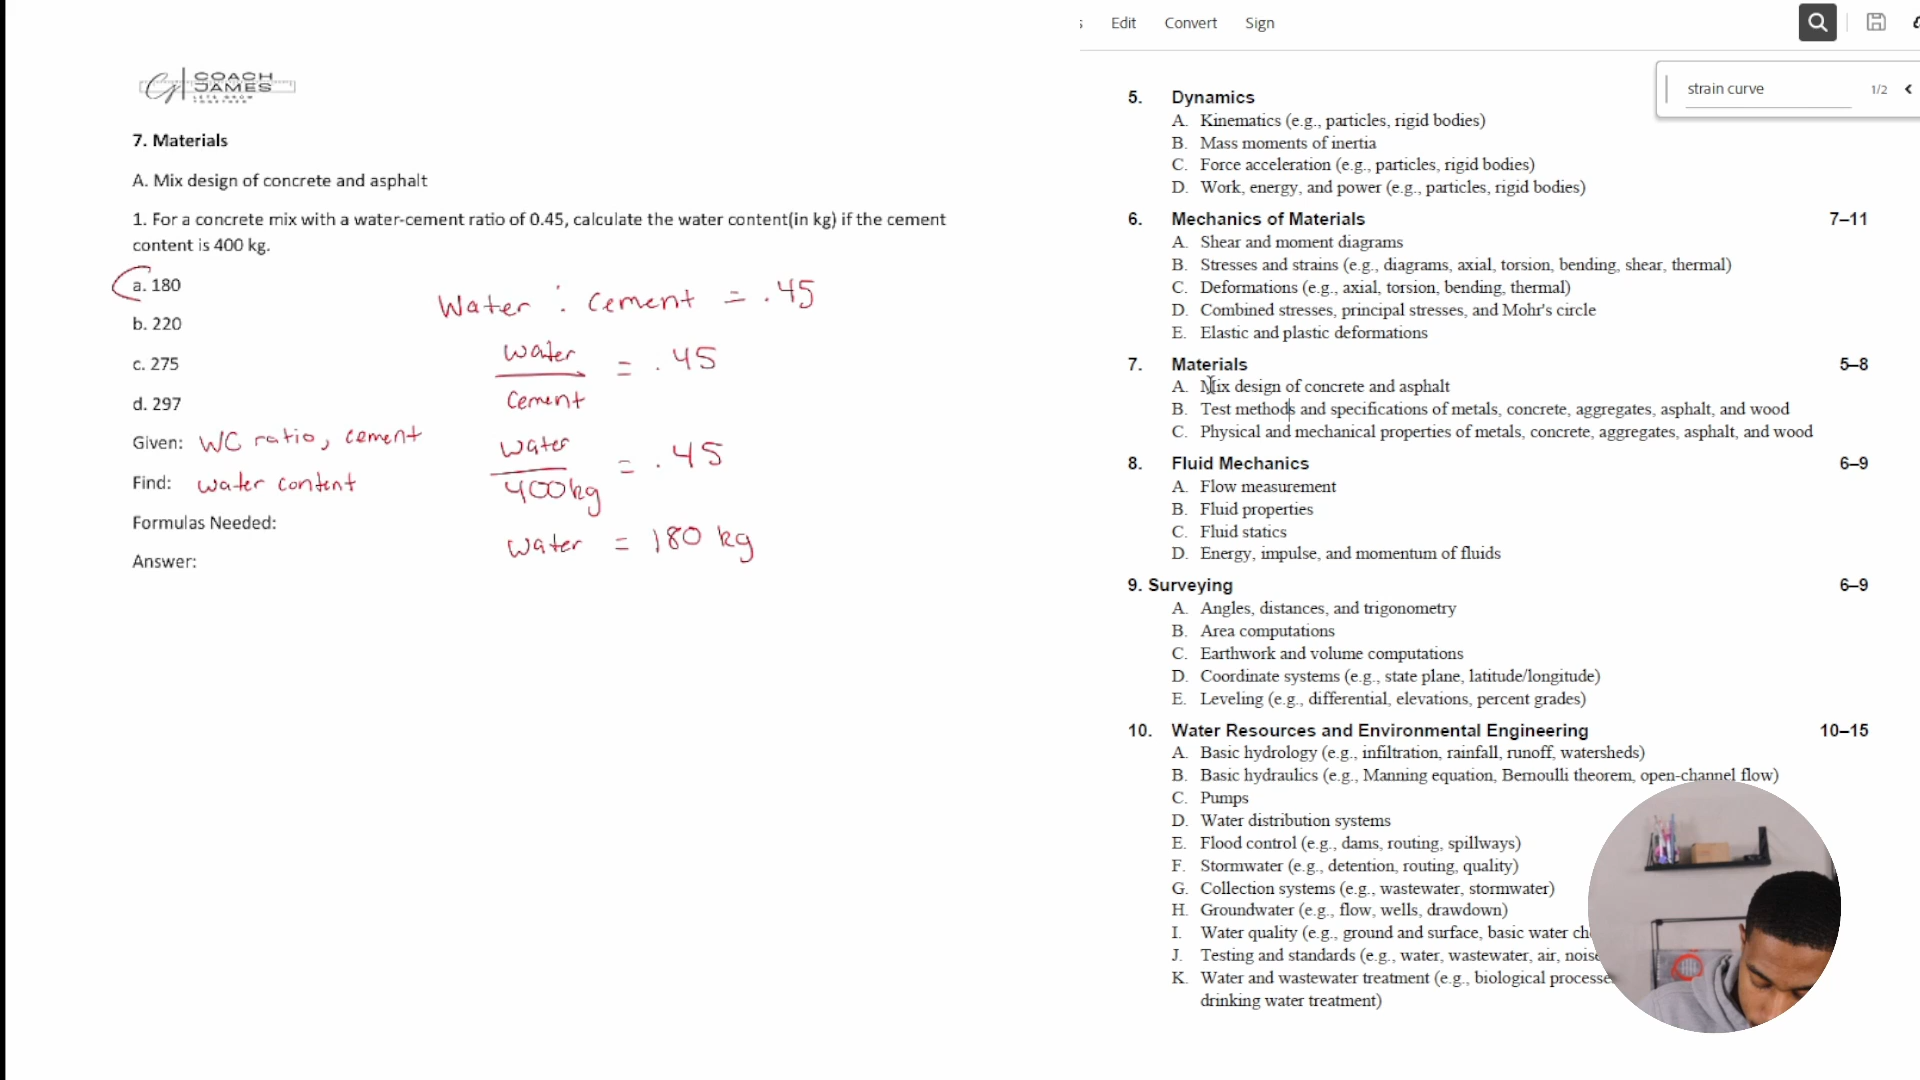 COACH
JAMES
LET'S GROW
TOGETHER
7. Materials
A. Mix design of concrete and asphalt
1. For a concrete mix with a water-cement ratio of 0.45, calculate the water content(in kg) if the cement
content is 400 kg.
a. 180
b. 220
c. 275
d. 297
Given: WC ratio, cement
Find: water content
Formulas Needed:
Answer:
Water : Cement = .45
water
= .45
Cement
water
= .45
400kg
water = 180 kg
s Edit Convert Sign
strain curve 1/2
5. Dynamics
A. Kinematics (e.g., particles, rigid bodies)
B. Mass moments of inertia
C. Force acceleration (e.g., particles, rigid bodies)
D. Work, energy, and power (e.g., particles, rigid bodies)
6. Mechanics of Materials 7–11
A. Shear and moment diagrams
B. Stresses and strains (e.g., diagrams, axial, torsion, bending, shear, thermal)
C. Deformations (e.g., axial, torsion, bending, thermal)
D. Combined stresses, principal stresses, and Mohr's circle
E. Elastic and plastic deformations
7. Materials 5–8
A. Mix design of concrete and asphalt
B. Test methods and specifications of metals, concrete, aggregates, asphalt, and wood
C. Physical and mechanical properties of metals, concrete, aggregates, asphalt, and wood
8. Fluid Mechanics 6–9
A. Flow measurement
B. Fluid properties
C. Fluid statics
D. Energy, impulse, and momentum of fluids
9. Surveying 6–9
A. Angles, distances, and trigonometry
B. Area computations
C. Earthwork and volume computations
D. Coordinate systems (e.g., state plane, latitude/longitude)
E. Leveling (e.g., differential, elevations, percent grades)
10. Water Resources and Environmental Engineering 10–15
A. Basic hydrology (e.g., infiltration, rainfall, runoff, watersheds)
B. Basic hydraulics (e.g., Manning equation, Bernoulli theorem, open-channel flow)
C. Pumps
D. Water distribution systems
E. Flood control (e.g., dams, routing, spillways)
F. Stormwater (e.g., detention, routing, quality)
G. Collection systems (e.g., wastewater, stormwater)
H. Groundwater (e.g., flow, wells, drawdown)
I. Water quality (e.g., ground and surface, basic water ch
J. Testing and standards (e.g., water, wastewater, air, nois
K. Water and wastewater treatment (e.g., biological processe
drinking water treatment)